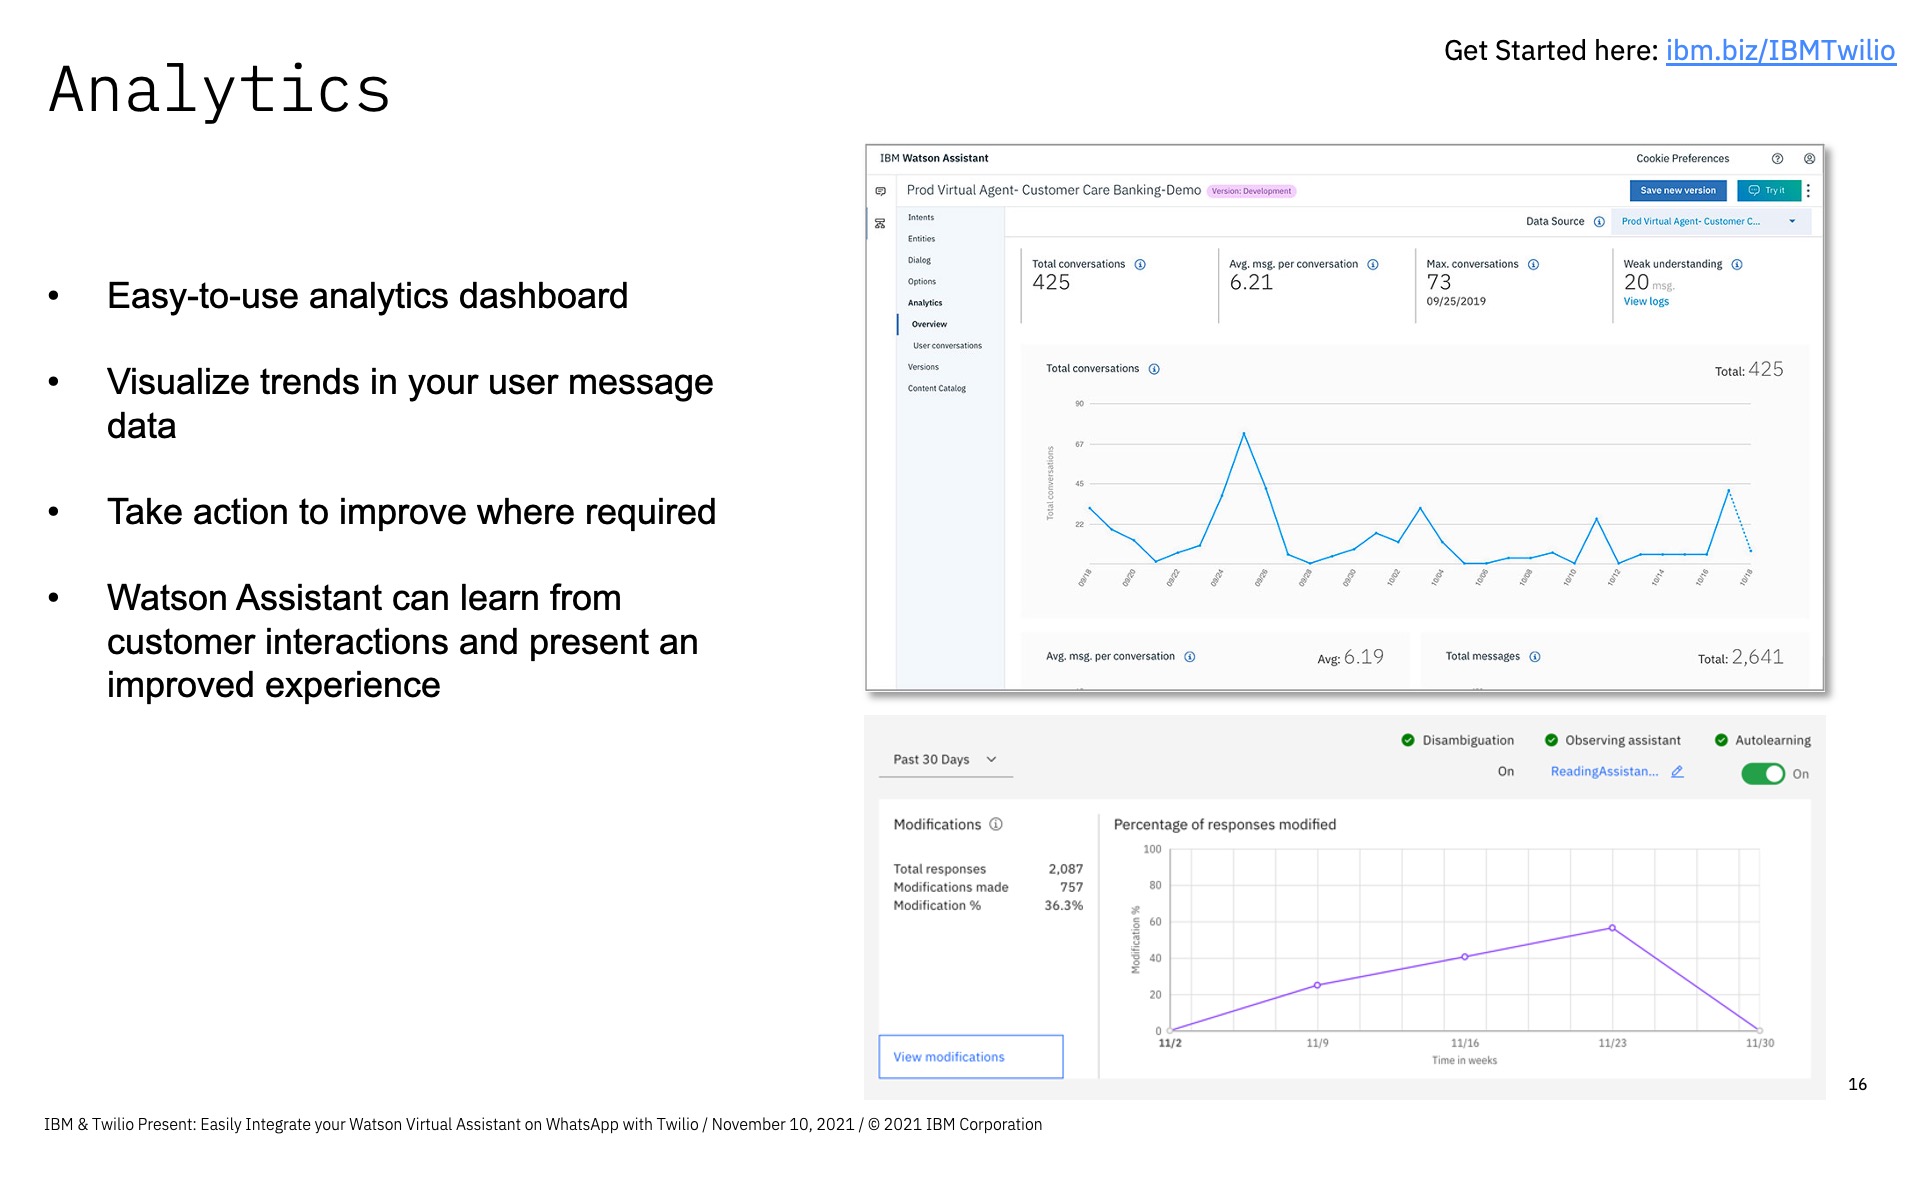 Get Started here: ibm.biz/IBMTwilio
Analytics
• Easy-to-use analytics dashboard
• Visualize trends in your user message
data
• Take action to improve where required
• Watson Assistant can learn from
customer interactions and present an
improved experience
IBM Watson Assistant
Cookie Preferences
Prod Virtual Agent- Customer Care Banking-Demo
Version: Development
Save new version
Try it
Intents
Entities
Dialog
Options
Analytics
Overview
User conversations
Versions
Content Catalog
Data Source
Prod Virtual Agent- Customer C...
Total conversations
425
Avg. msg. per conversation
6.21
Max. conversations
73
09/25/2019
Weak understanding
20 msg.
View logs
Total conversations
Total: 425
Total conversations
90
67
45
22
09/18 09/20 09/22 09/24 09/26 09/28 09/30 10/02 10/04 10/06 10/08 10/10 10/12 10/14 10/16 10/18
Avg. msg. per conversation
Avg: 6.19
Total messages
Total: 2,641
Past 30 Days
Disambiguation
On
Observing assistant
ReadingAssistan...
Autolearning
On
Modifications
Total responses 2,087
Modifications made 757
Modification % 36.3%
View modifications
Percentage of responses modified
Modification %
100
80
60
40
20
0
11/2 11/9 11/16 11/23 11/30
Time in weeks
16
IBM & Twilio Present: Easily Integrate your Watson Virtual Assistant on WhatsApp with Twilio / November 10, 2021 / © 2021 IBM Corporation